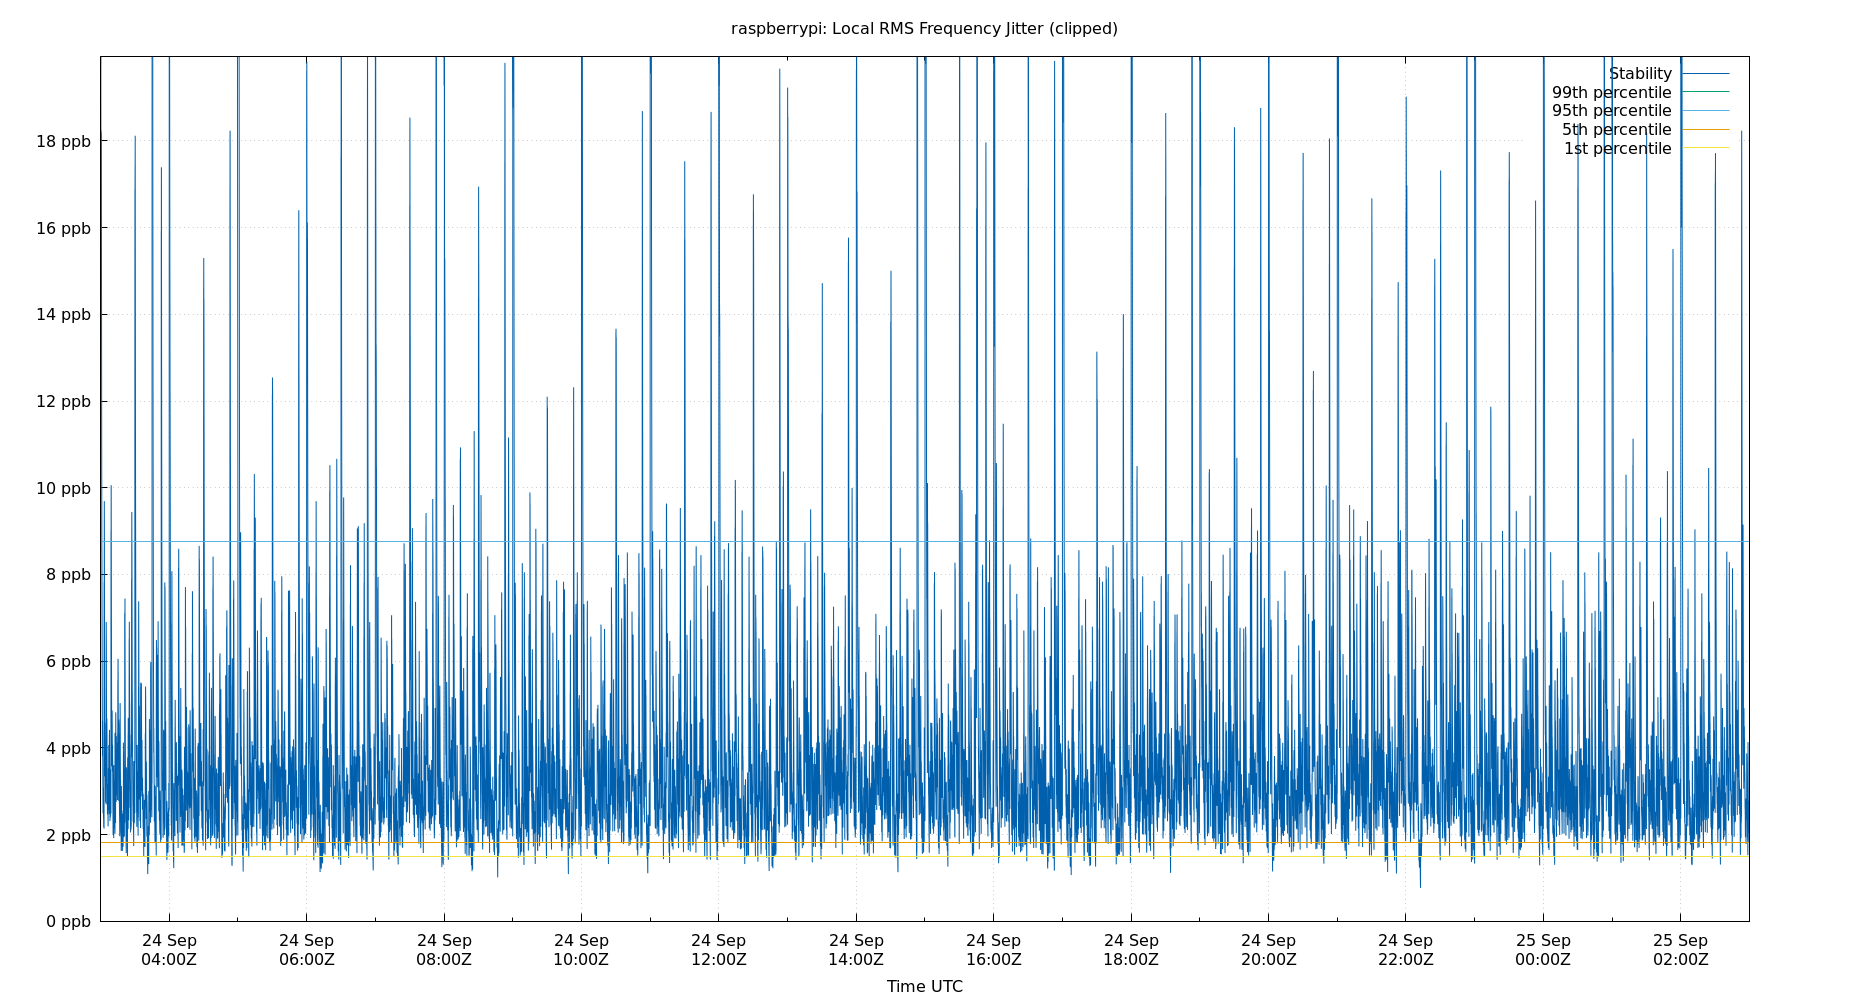 raspberrypi: Local RMS Frequency Jitter (clipped)
Stability
99th percentile
95th percentile
5th percentile
1st percentile
18 ppb
16 ppb
14 ppb
12 ppb
10 ppb
8 ppb
6 ppb
4 ppb
2 ppb
0 ppb
24 Sep 24 Sep 24 Sep 24 Sep 24 Sep 24 Sep 24 Sep 24 Sep 24 Sep 24 Sep 25 Sep 25 Sep
04:00Z 06:00Z 08:00Z 10:00Z 12:00Z 14:00Z 16:00Z 18:00Z 20:00Z 22:00Z 00:00Z 02:00Z
Time UTC